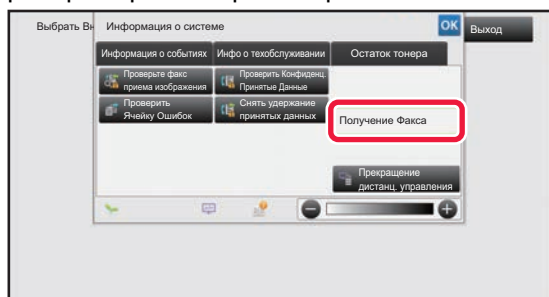 Выбрать Вн
Информация о системе
OK
Выход
Информация о событиях
Инфо о техобслуживании
Остаток тонера
Проверьте факс
приема изображения
Проверить Конфиденц.
Принятые Данные
Проверить
Ячейку Ошибок
Снять удержание
принятых данных
Получение Факса
Прекращение
дистанц. управления